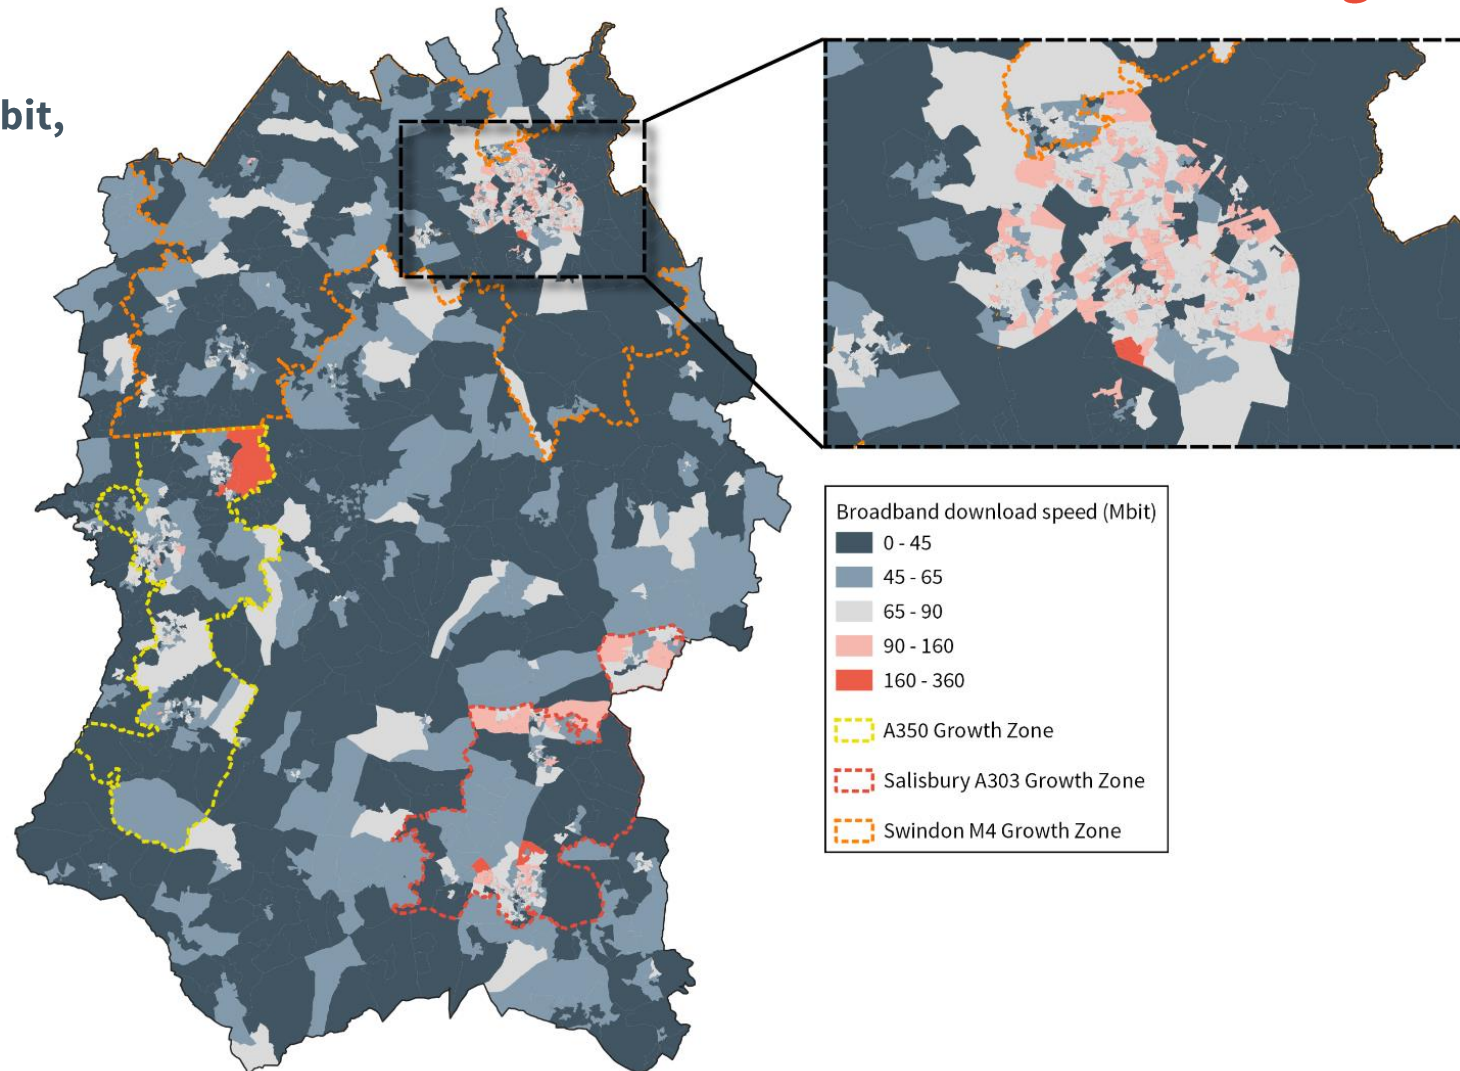 bit,
Broadband download speed (Mbit)
0 - 45
45 - 65
65 - 90
90 - 160
160 - 360
A350 Growth Zone
Salisbury A303 Growth Zone
Swindon M4 Growth Zone